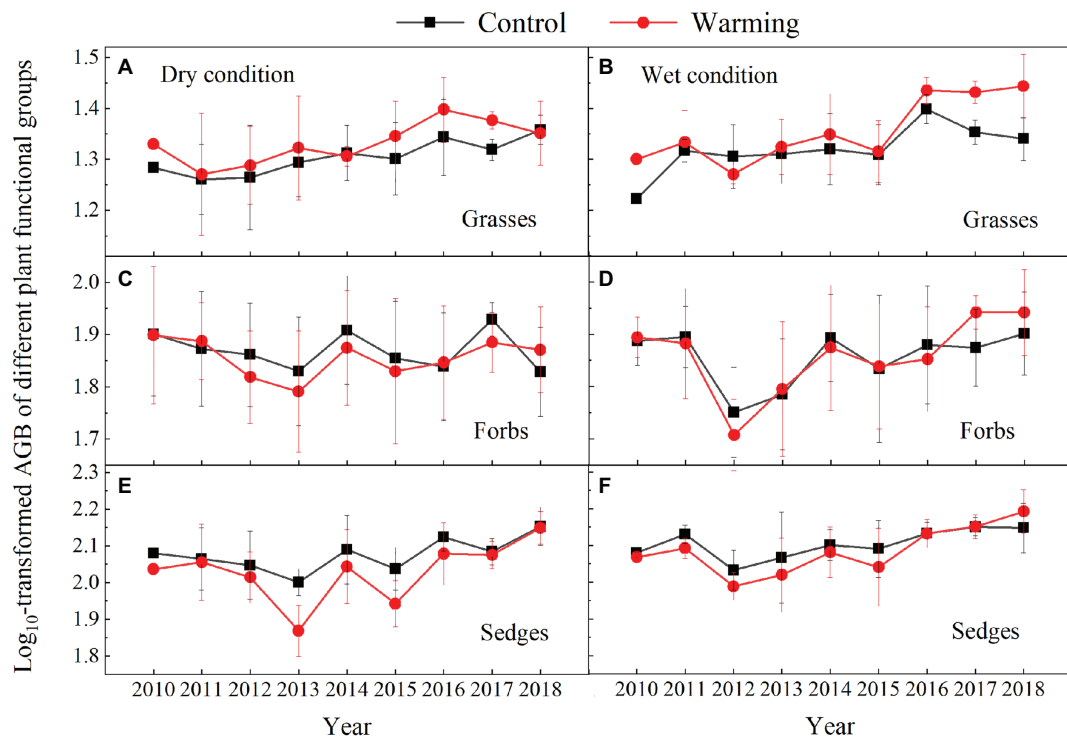 Control Warming
Log₁₀-transformed AGB of different plant functional groups
A Dry condition
1.5
1.4
1.3
1.2
Grasses
B Wet condition
Grasses
C
2.0
1.9
1.8
1.7
Forbs
D
Forbs
E
2.3
2.2
2.1
2.0
1.9
1.8
Sedges
F
Sedges
2010 2011 2012 2013 2014 2015 2016 2017 2018
2010 2011 2012 2013 2014 2015 2016 2017 2018
Year
Year